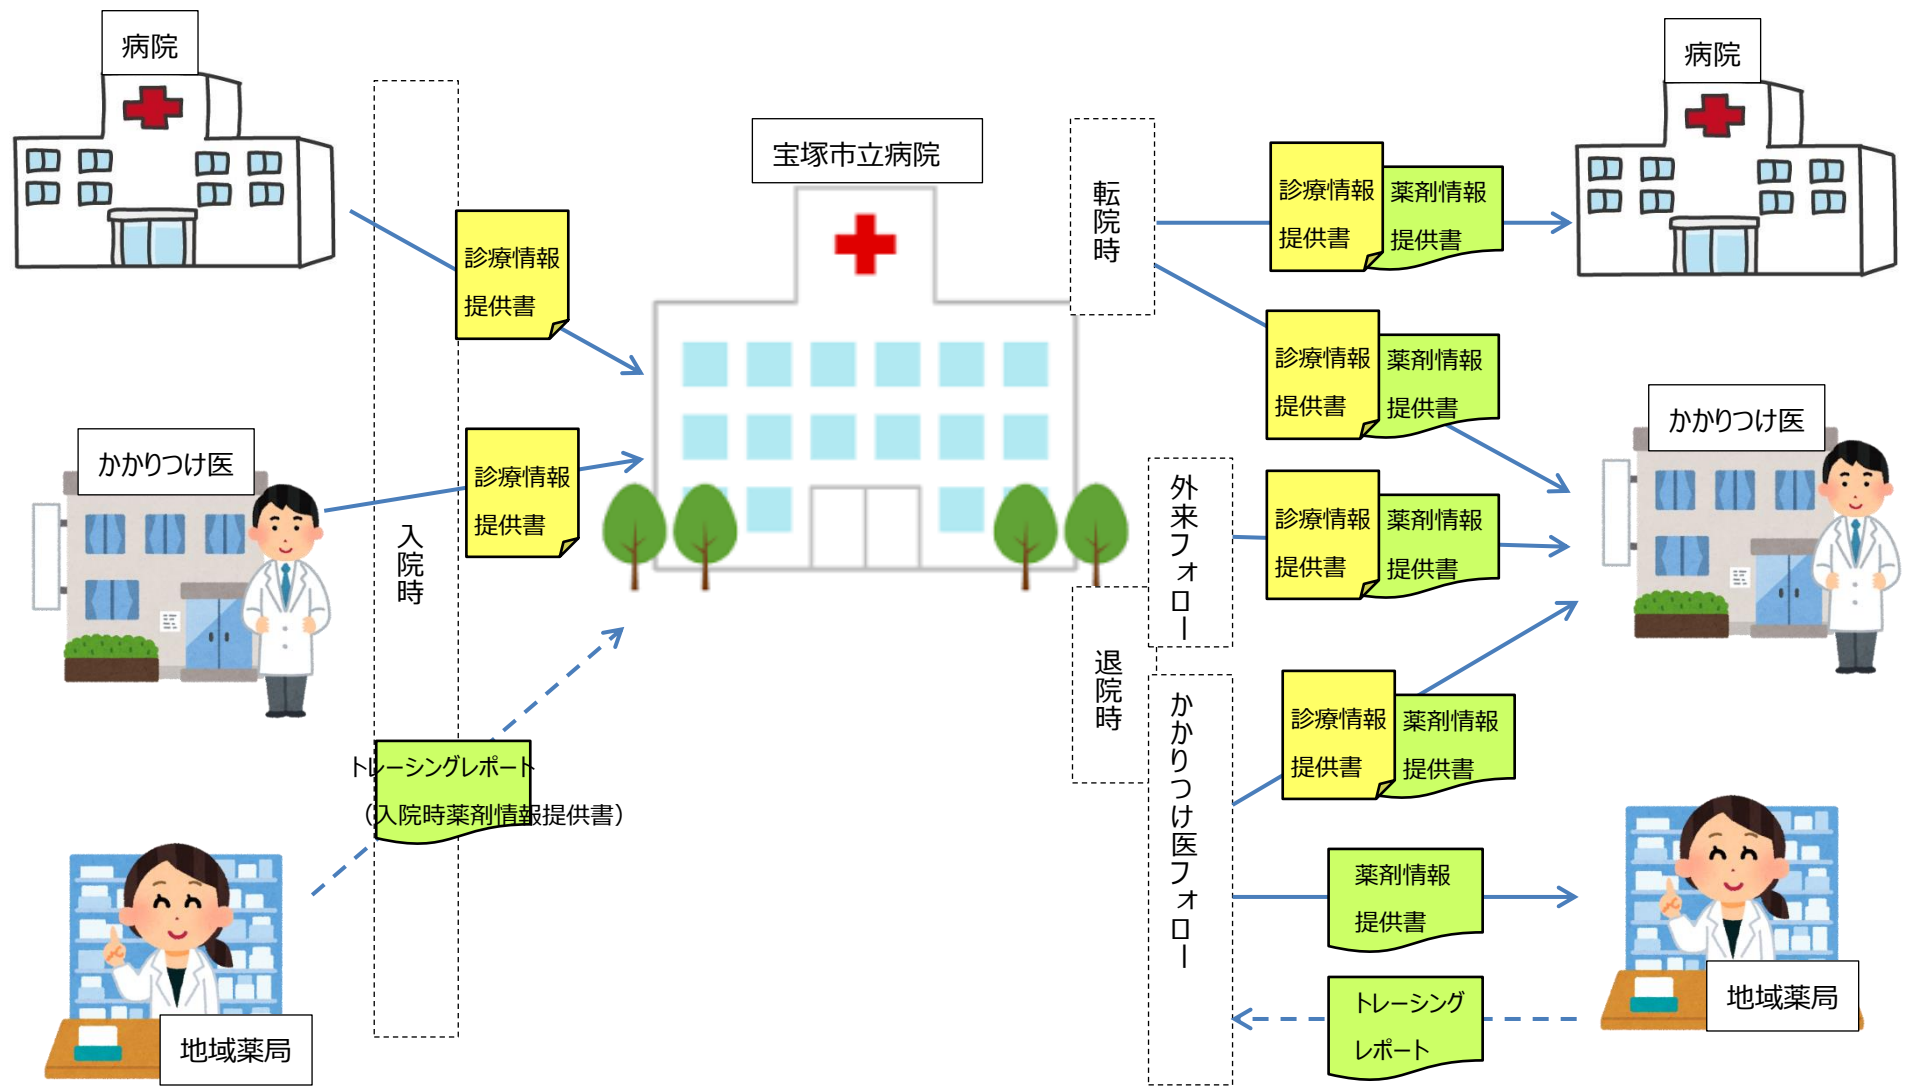 病院
病院
宝塚市立病院
転院時
診療情報
提供書
薬剤情報
提供書
診療情報
提供書
診療情報
提供書
薬剤情報
提供書
かかりつけ医
かかりつけ医
診療情報
提供書
入院時
外来フォロー
診療情報
提供書
薬剤情報
提供書
退院時
かかりつけ医フォロー
診療情報
提供書
薬剤情報
提供書
トレーシングレポート
（入院時薬剤情報提供書）
薬剤情報
提供書
地域薬局
トレーシング
レポート
地域薬局